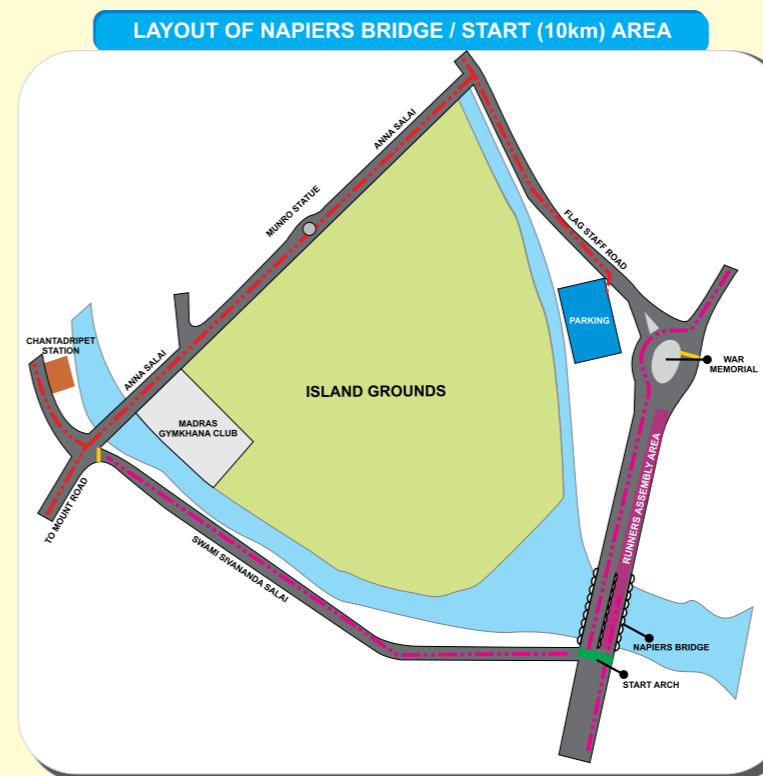 LAYOUT OF NAPIERS BRIDGE / START (10km) AREA
ANNA SALAI
MUNRO STATUE
FLAG STAFF ROAD
PARKING
CHANTADRIPET
STATION
ANNA SALAI
WAR
MEMORIAL
ISLAND GROUNDS
MADRAS
GYMKHANA CLUB
RUNNERS ASSEMBLY AREA
TO MOUNT ROAD
SWAMI SIVANANDA SALAI
NAPIERS BRIDGE
START ARCH